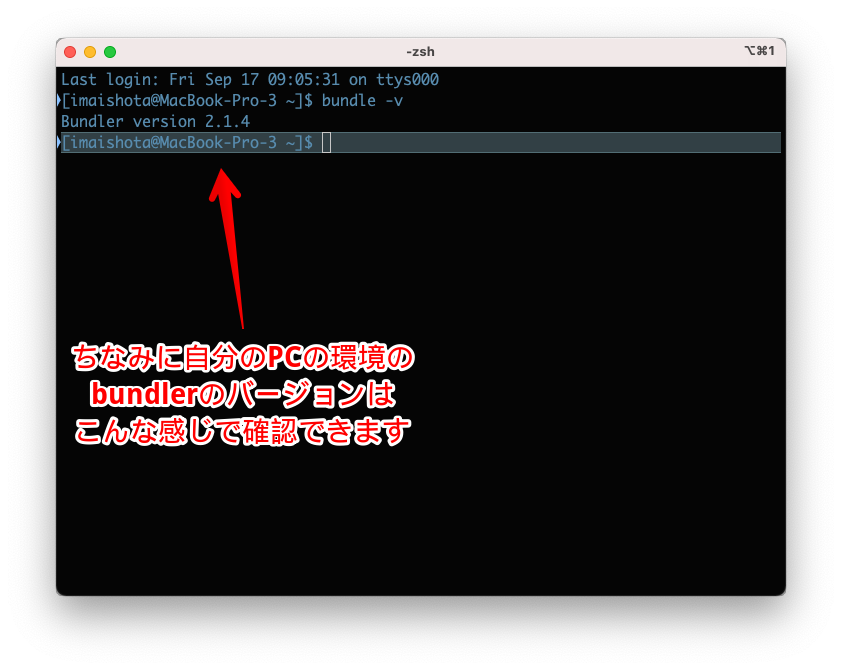 -zsh
⌥⌘1
Last login: Fri Sep 17 09:05:31 on ttys000
[imaishota@MacBook-Pro-3 ~]$ bundle -v
Bundler version 2.1.4
[imaishota@MacBook-Pro-3 ~]$
ちなみに自分のPCの環境の
bundlerのバージョンは
こんな感じで確認できます